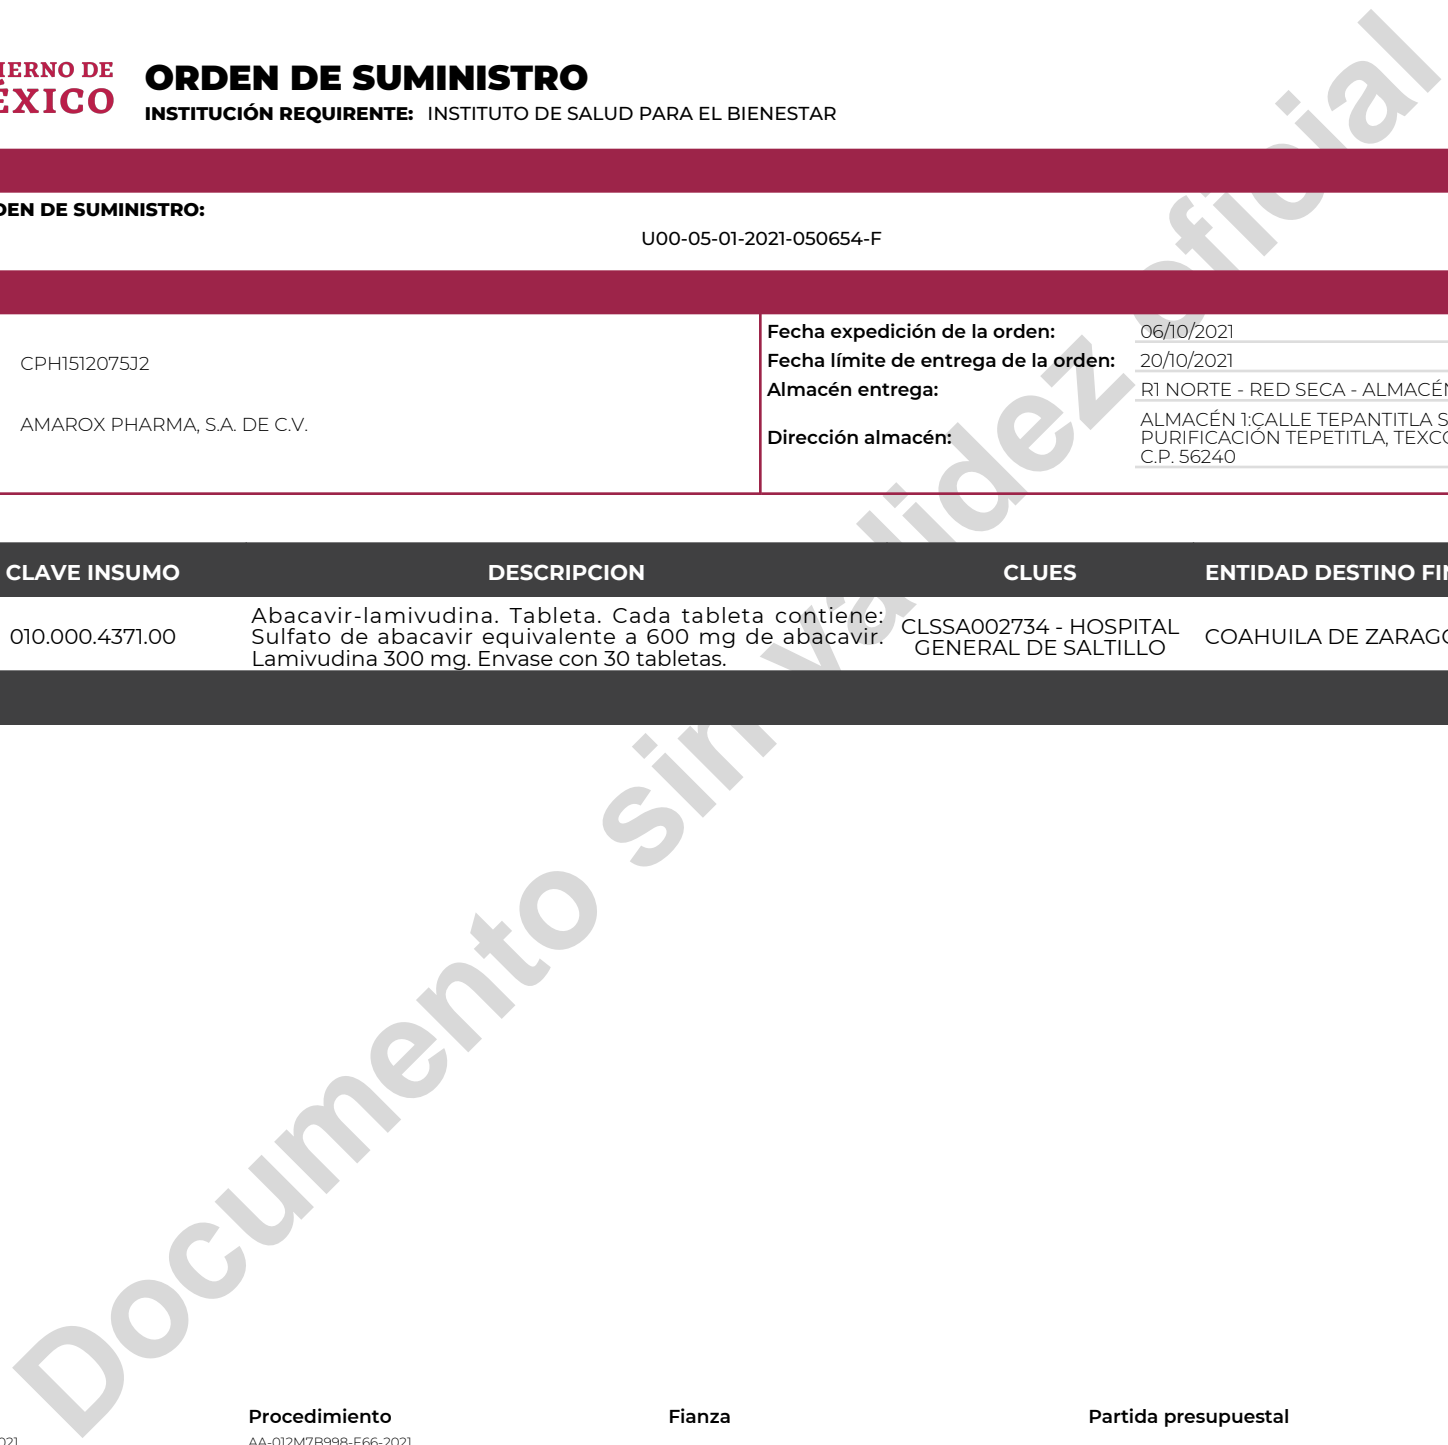 IERNO DE
ÉXICO
ORDEN DE SUMINISTRO
INSTITUCIÓN REQUIRENTE: INSTITUTO DE SALUD PARA EL BIENESTAR
DEN DE SUMINISTRO:
U00-05-01-2021-050654-F
CPH1512075J2
AMAROX PHARMA, S.A. DE C.V.
Fecha expedición de la orden: 06/10/2021
Fecha límite de entrega de la orden: 20/10/2021
Almacén entrega: R1 NORTE - RED SECA - ALMACÉN
Dirección almacén:
ALMACÉN 1:CALLE TEPANTITLA S
PURIFICACIÓN TEPETITLA, TEXCO
C.P. 56240
CLAVE INSUMO DESCRIPCION CLUES ENTIDAD DESTINO FIN
010.000.4371.00
Abacavir-lamivudina. Tableta. Cada tableta contiene:
Sulfato de abacavir equivalente a 600 mg de abacavir.
Lamivudina 300 mg. Envase con 30 tabletas.
CLSSA002734 - HOSPITAL
GENERAL DE SALTILLO
COAHUILA DE ZARAGO
Documento sin validez oficial
Procedimiento Fianza Partida presupuestal
021 AA-012M7B998-E66-2021